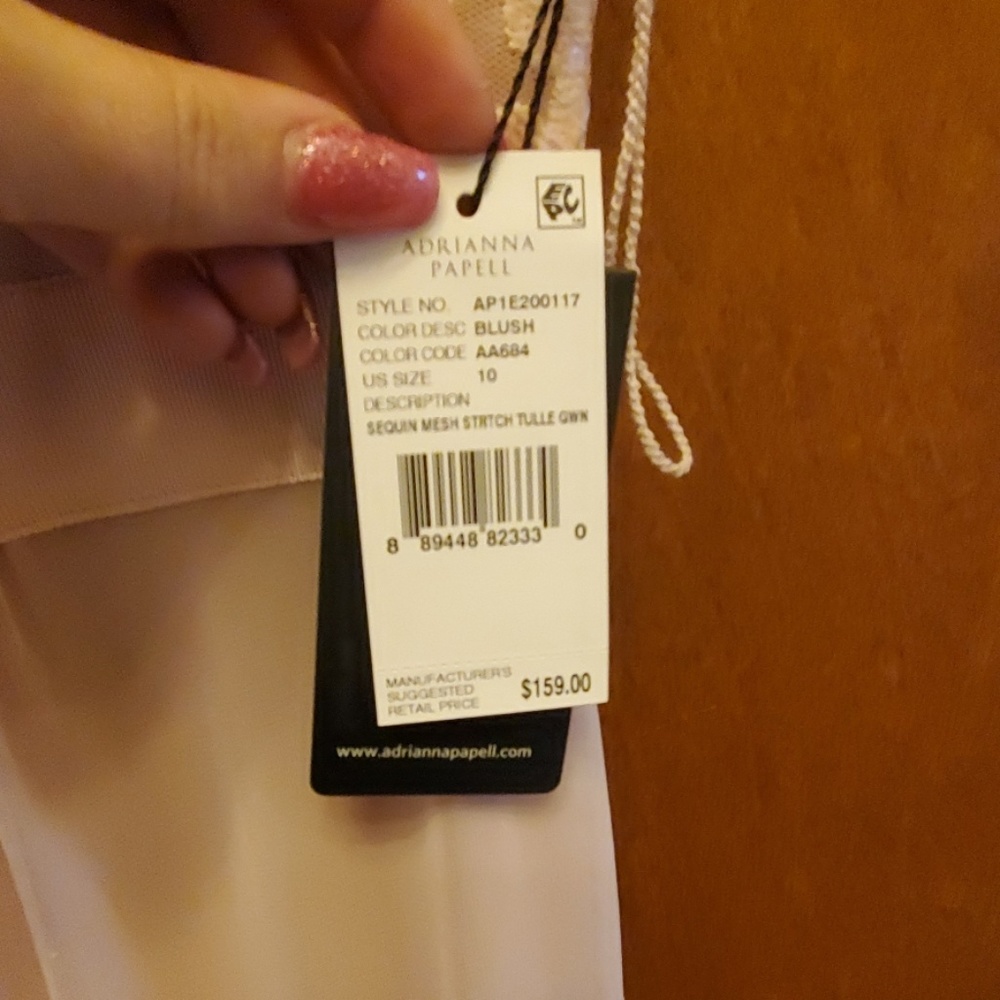 EPC
ADRIANNA
PAPELL
STYLE NO. AP1E200117
COLOR DESC BLUSH
COLOR CODE AA684
US SIZE 10
DESCRIPTION
SEQUIN MESH STRTCH TULLE GWN
8 89448 82333 0
MANUFACTURER'S
SUGGESTED
RETAIL PRICE $159.00
www.adriannapapell.com